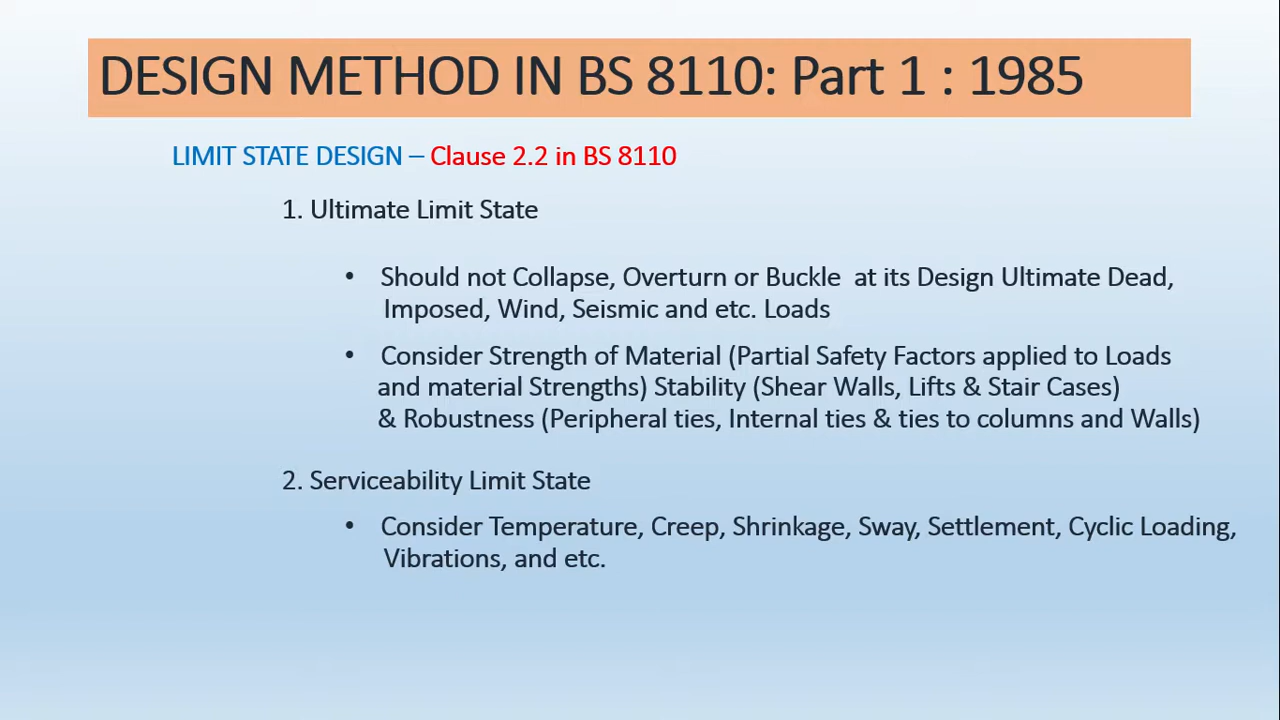 DESIGN METHOD IN BS 8110: Part 1 : 1985
LIMIT STATE DESIGN – Clause 2.2 in BS 8110
1. Ultimate Limit State
• Should not Collapse, Overturn or Buckle at its Design Ultimate Dead,
Imposed, Wind, Seismic and etc. Loads
• Consider Strength of Material (Partial Safety Factors applied to Loads
and material Strengths) Stability (Shear Walls, Lifts & Stair Cases)
& Robustness (Peripheral ties, Internal ties & ties to columns and Walls)
2. Serviceability Limit State
• Consider Temperature, Creep, Shrinkage, Sway, Settlement, Cyclic Loading,
Vibrations, and etc.